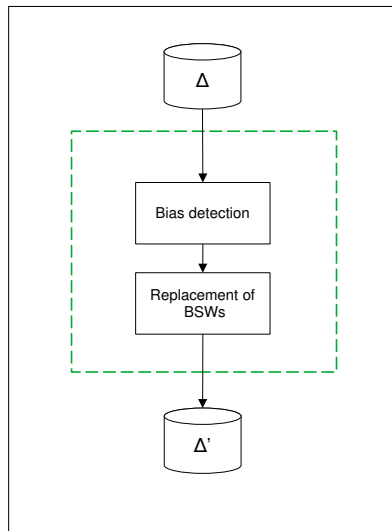 Δ
Bias detection
Replacement of
BSWs
Δ’